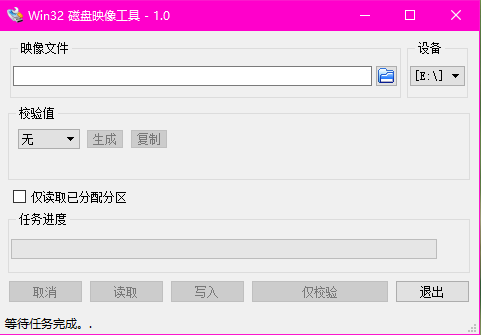 Win32 磁盘映像工具 - 1.0
映像文件
设备
[E:\]
校验值
无
生成
复制
仅读取已分配分区
任务进度
取消
读取
写入
仅校验
退出
等待任务完成。.